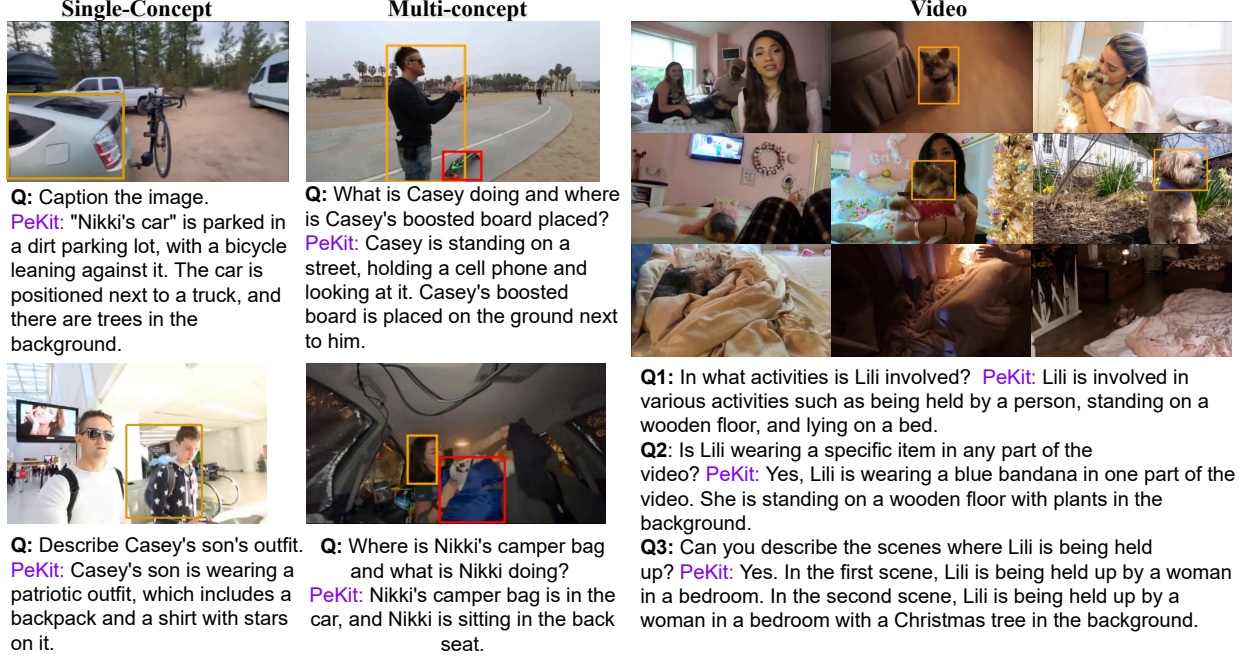 Single-Concept
Q: Caption the image.
PeKit: "Nikki's car" is parked in
a dirt parking lot, with a bicycle
leaning against it. The car is
positioned next to a truck, and
there are trees in the
background.
Q: Describe Casey's son's outfit.
PeKit: Casey's son is wearing a
patriotic outfit, which includes a
backpack and a shirt with stars
on it.
Multi-concept
Q: What is Casey doing and where
is Casey's boosted board placed?
PeKit: Casey is standing on a
street, holding a cell phone and
looking at it. Casey's boosted
board is placed on the ground next
to him.
Q: Where is Nikki's camper bag
and what is Nikki doing?
PeKit: Nikki's camper bag is in the
car, and Nikki is sitting in the back
seat.
Video
Q1: In what activities is Lili involved? PeKit: Lili is involved in
various activities such as being held by a person, standing on a
wooden floor, and lying on a bed.
Q2: Is Lili wearing a specific item in any part of the
video? PeKit: Yes, Lili is wearing a blue bandana in one part of the
video. She is standing on a wooden floor with plants in the
background.
Q3: Can you describe the scenes where Lili is being held
up? PeKit: Yes. In the first scene, Lili is being held up by a woman
in a bedroom. In the second scene, Lili is being held up by a
woman in a bedroom with a Christmas tree in the background.